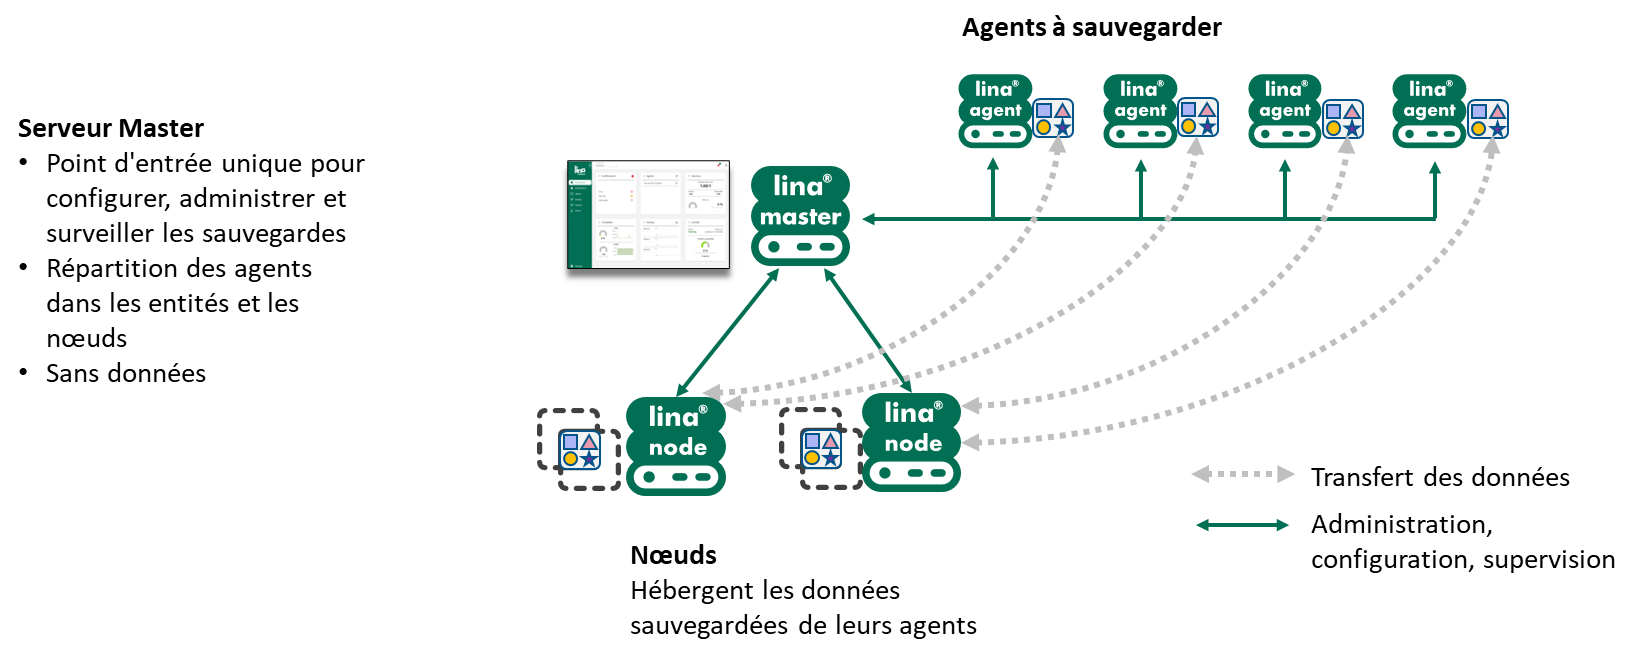 Agents à sauvegarder
lina®
agent
lina®
agent
lina®
agent
lina®
agent
Serveur Master
• Point d'entrée unique pour
configurer, administrer et
surveiller les sauvegardes
• Répartition des agents
dans les entités et les
nœuds
• Sans données
lina®
master
lina®
node
lina®
node
Transfert des données
Administration,
configuration, supervision
Nœuds
Hébergent les données
sauvegardées de leurs agents